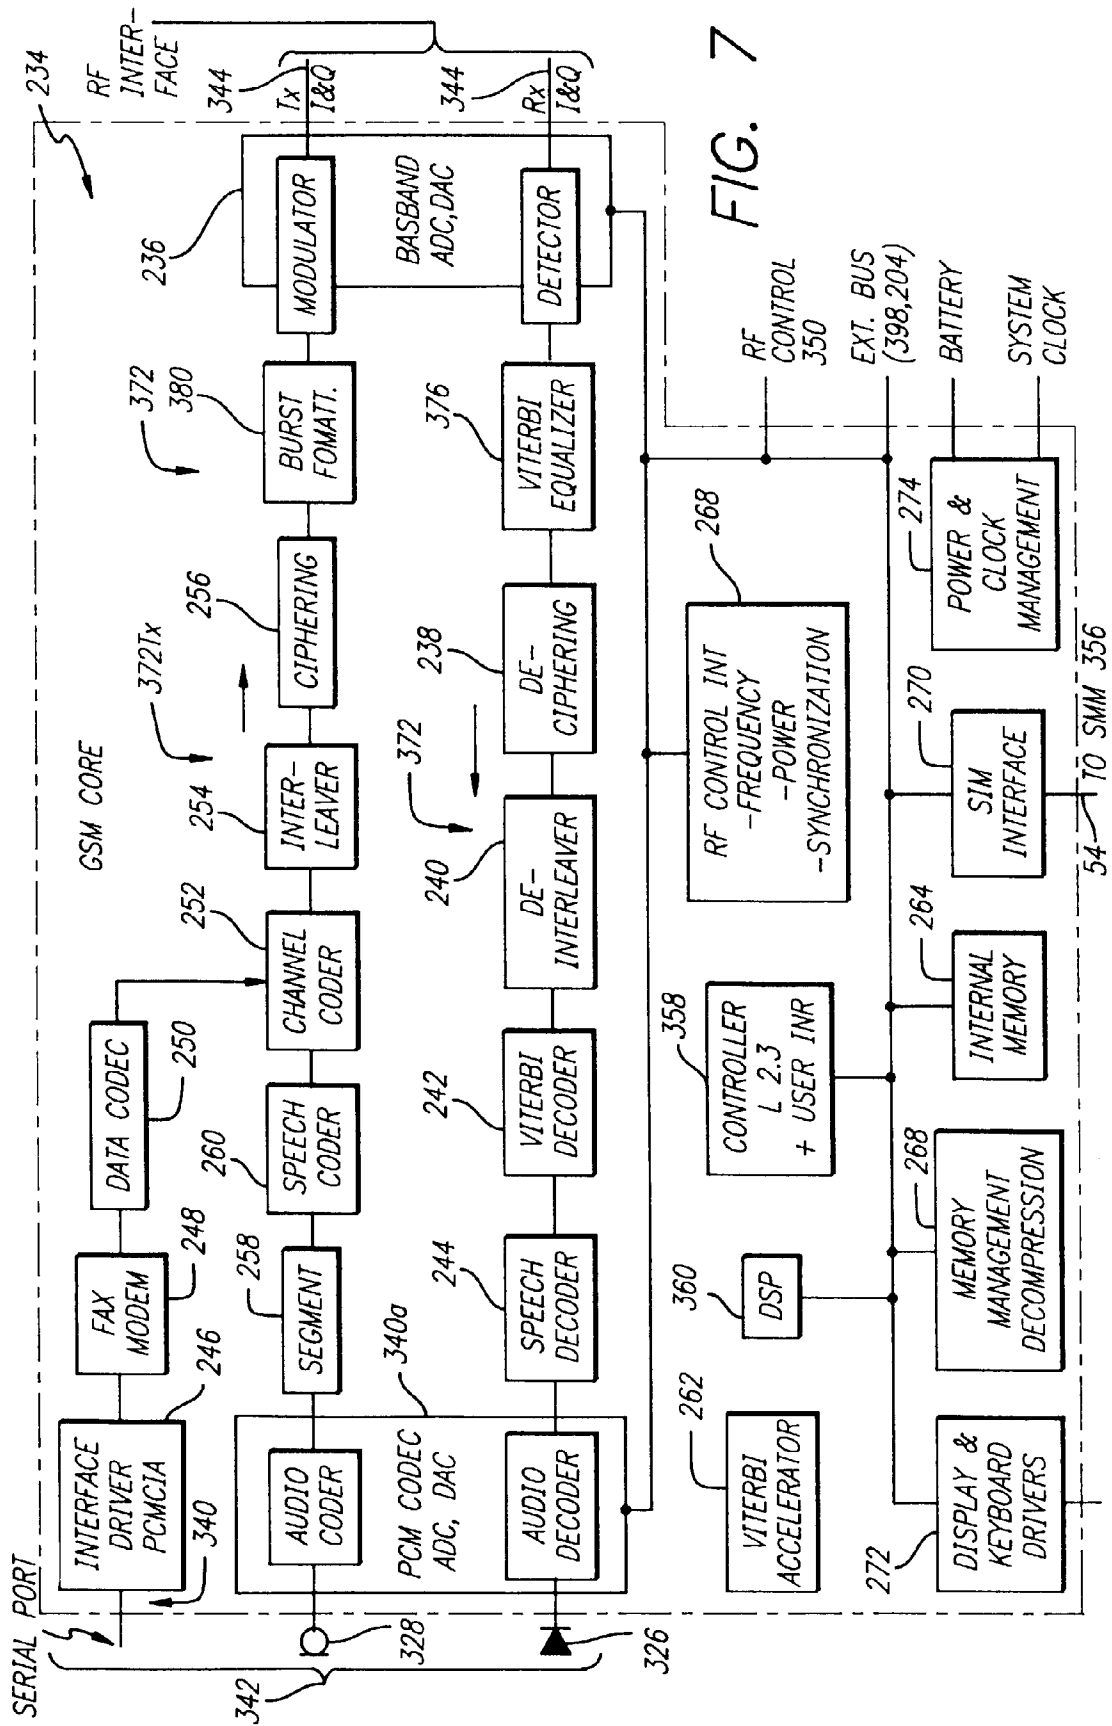 SERIAL PORT
340
INTERFACE
DRIVER
PCMCIA
246
FAX
MODEM
248
DATA CODEC
250
GSM CORE
234
RF
INTER-
FACE
342
328
AUDIO
CODER
PCM CODEC
ADC, DAC
340a
AUDIO
DECODER
326
SEGMENT
258
SPEECH
CODER
260
CHANNEL
CODER
252
INTER-
LEAVER
254
372Tx
CIPHERING
256
BURST
FOMATT.
372
380
MODULATOR
236
BASBAND
ADC,DAC
DETECTOR
344
Tx
I&Q
344
Rx
I&Q
SPEECH
DECODER
244
VITERBI
DECODER
242
DE-
INTERLEAVER
240
372
DE-
CIPHERING
238
VITERBI
EQUALIZER
376
VITERBI
ACCELERATOR
262
DSP
360
CONTROLLER
L 2.3
+ USER INR
358
RF CONTROL INT
-FREQUENCY
-POWER
-SYNCHRONIZATION
268
RF
CONTROL
350
EXT. BUS
(398,204)
BATTERY
SYSTEM
CLOCK
DISPLAY &
KEYBOARD
DRIVERS
272
MEMORY
MANAGEMENT
DECOMPRESSION
268
INTERNAL
MEMORY
264
SIM
INTERFACE
270
POWER &
CLOCK
MANAGEMENT
274
54
TO SMM 356
FIG. 7